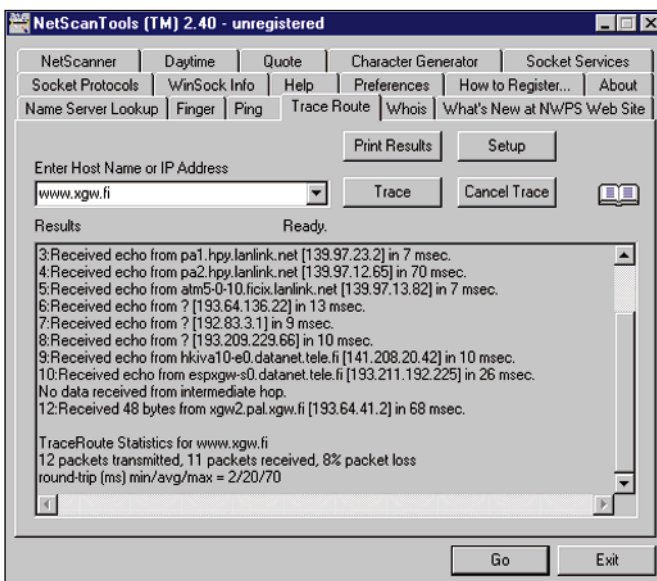 NetScanTools (TM) 2.40 - unregistered
NetScanner Daytime Quote Character Generator Socket Services
Socket Protocols WinSock Info Help Preferences How to Register... About
Name Server Lookup Finger Ping Trace Route Whois What's New at NWPS Web Site
Print Results Setup
Enter Host Name or IP Address
www.xgw.fi Trace Cancel Trace
Results Ready.
3:Received echo from pa1.hpy.lanlink.net [139.97.23.2] in 7 msec.
4:Received echo from pa2.hpy.lanlink.net [139.97.12.65] in 70 msec.
5:Received echo from atm5-0-10.ficix.lanlink.net [139.97.13.82] in 7 msec.
6:Received echo from ? [193.64.136.22] in 13 msec.
7:Received echo from ? [192.83.3.1] in 9 msec.
8:Received echo from ? [193.209.229.66] in 10 msec.
9:Received echo from hkiva10-e0.datanet.tele.fi [141.208.20.42] in 10 msec.
10:Received echo from espxgw-s0.datanet.tele.fi [193.211.192.225] in 26 msec.
No data received from intermediate hop.
12:Received 48 bytes from xgw2.pal.xgw.fi [193.64.41.2] in 68 msec.
TraceRoute Statistics for www.xgw.fi
12 packets transmitted, 11 packets received, 8% packet loss
round-trip (ms) min/avg/max = 2/20/70
Go Exit